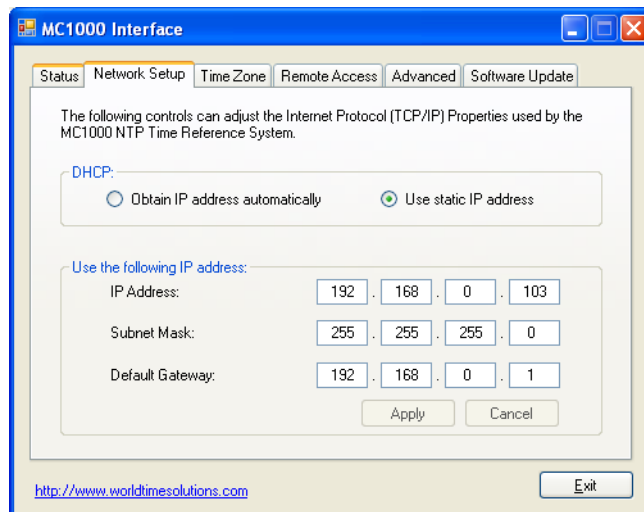 MC1000 Interface
Status Network Setup Time Zone Remote Access Advanced Software Update
The following controls can adjust the Internet Protocol (TCP/IP) Properties used by the
MC1000 NTP Time Reference System.
DHCP:
Obtain IP address automatically Use static IP address
Use the following IP address:
IP Address: 192 . 168 . 0 . 103
Subnet Mask: 255 . 255 . 255 . 0
Default Gateway: 192 . 168 . 0 . 1
Apply Cancel
http://www.worldtimesolutions.com Exit